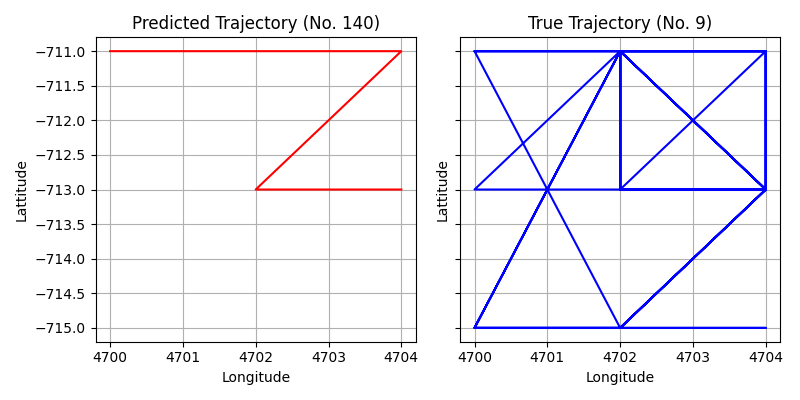 Predicted Trajectory (No. 140)
True Trajectory (No. 9)
−711.0
−711.5
−712.0
−712.5
−713.0
−713.5
−714.0
−714.5
−715.0
Lattitude
Lattitude
4700 4701 4702 4703 4704
4700 4701 4702 4703 4704
Longitude
Longitude